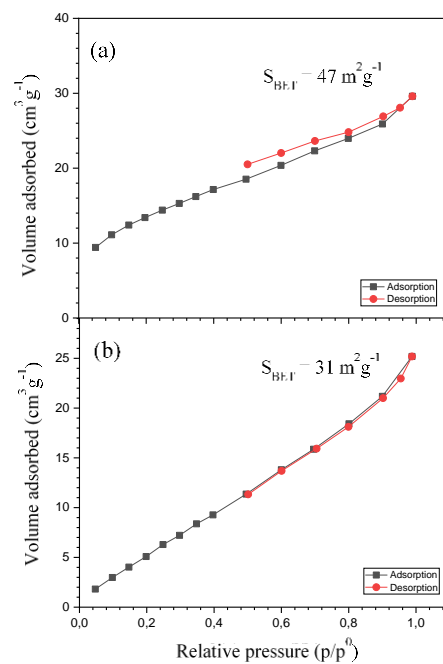 40
(a)
S_BET = 47 m²g⁻¹
30
20
10
0
Volume adsorbed (cm³g⁻¹)
Adsorption
Desorption
(b)
25
S_BET = 31 m²g⁻¹
20
15
10
5
0
Volume adsorbed (cm³g⁻¹)
Adsorption
Desorption
0,0 0,2 0,4 0,6 0,8 1,0
Relative pressure (p/p⁰)